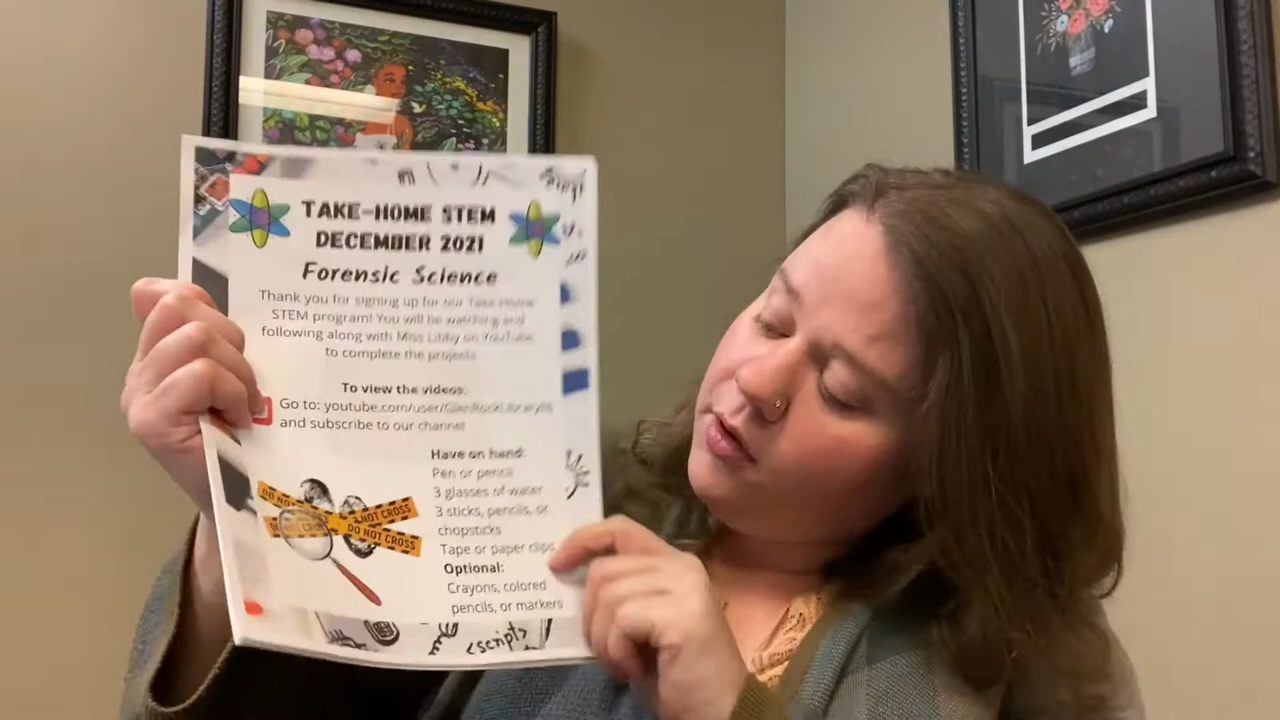 TAKE-HOME STEM
DECEMBER 2021
Forensic Science
Thank you for signing up for our Take-Home
STEM program! You will be watching and
following along with Miss Libby on YouTube
to complete the projects.
To view the videos:
Go to: youtube.com/user/GlenRockLibraryNJ
and subscribe to our channel
Have on hand:
Pen or pencil
3 glasses of water
3 sticks, pencils, or
chopsticks
Tape or paper clips
Optional:
Crayons, colored
pencils, or markers
DO NOT
NOT CROSS
DO NOT CROSS
<script>